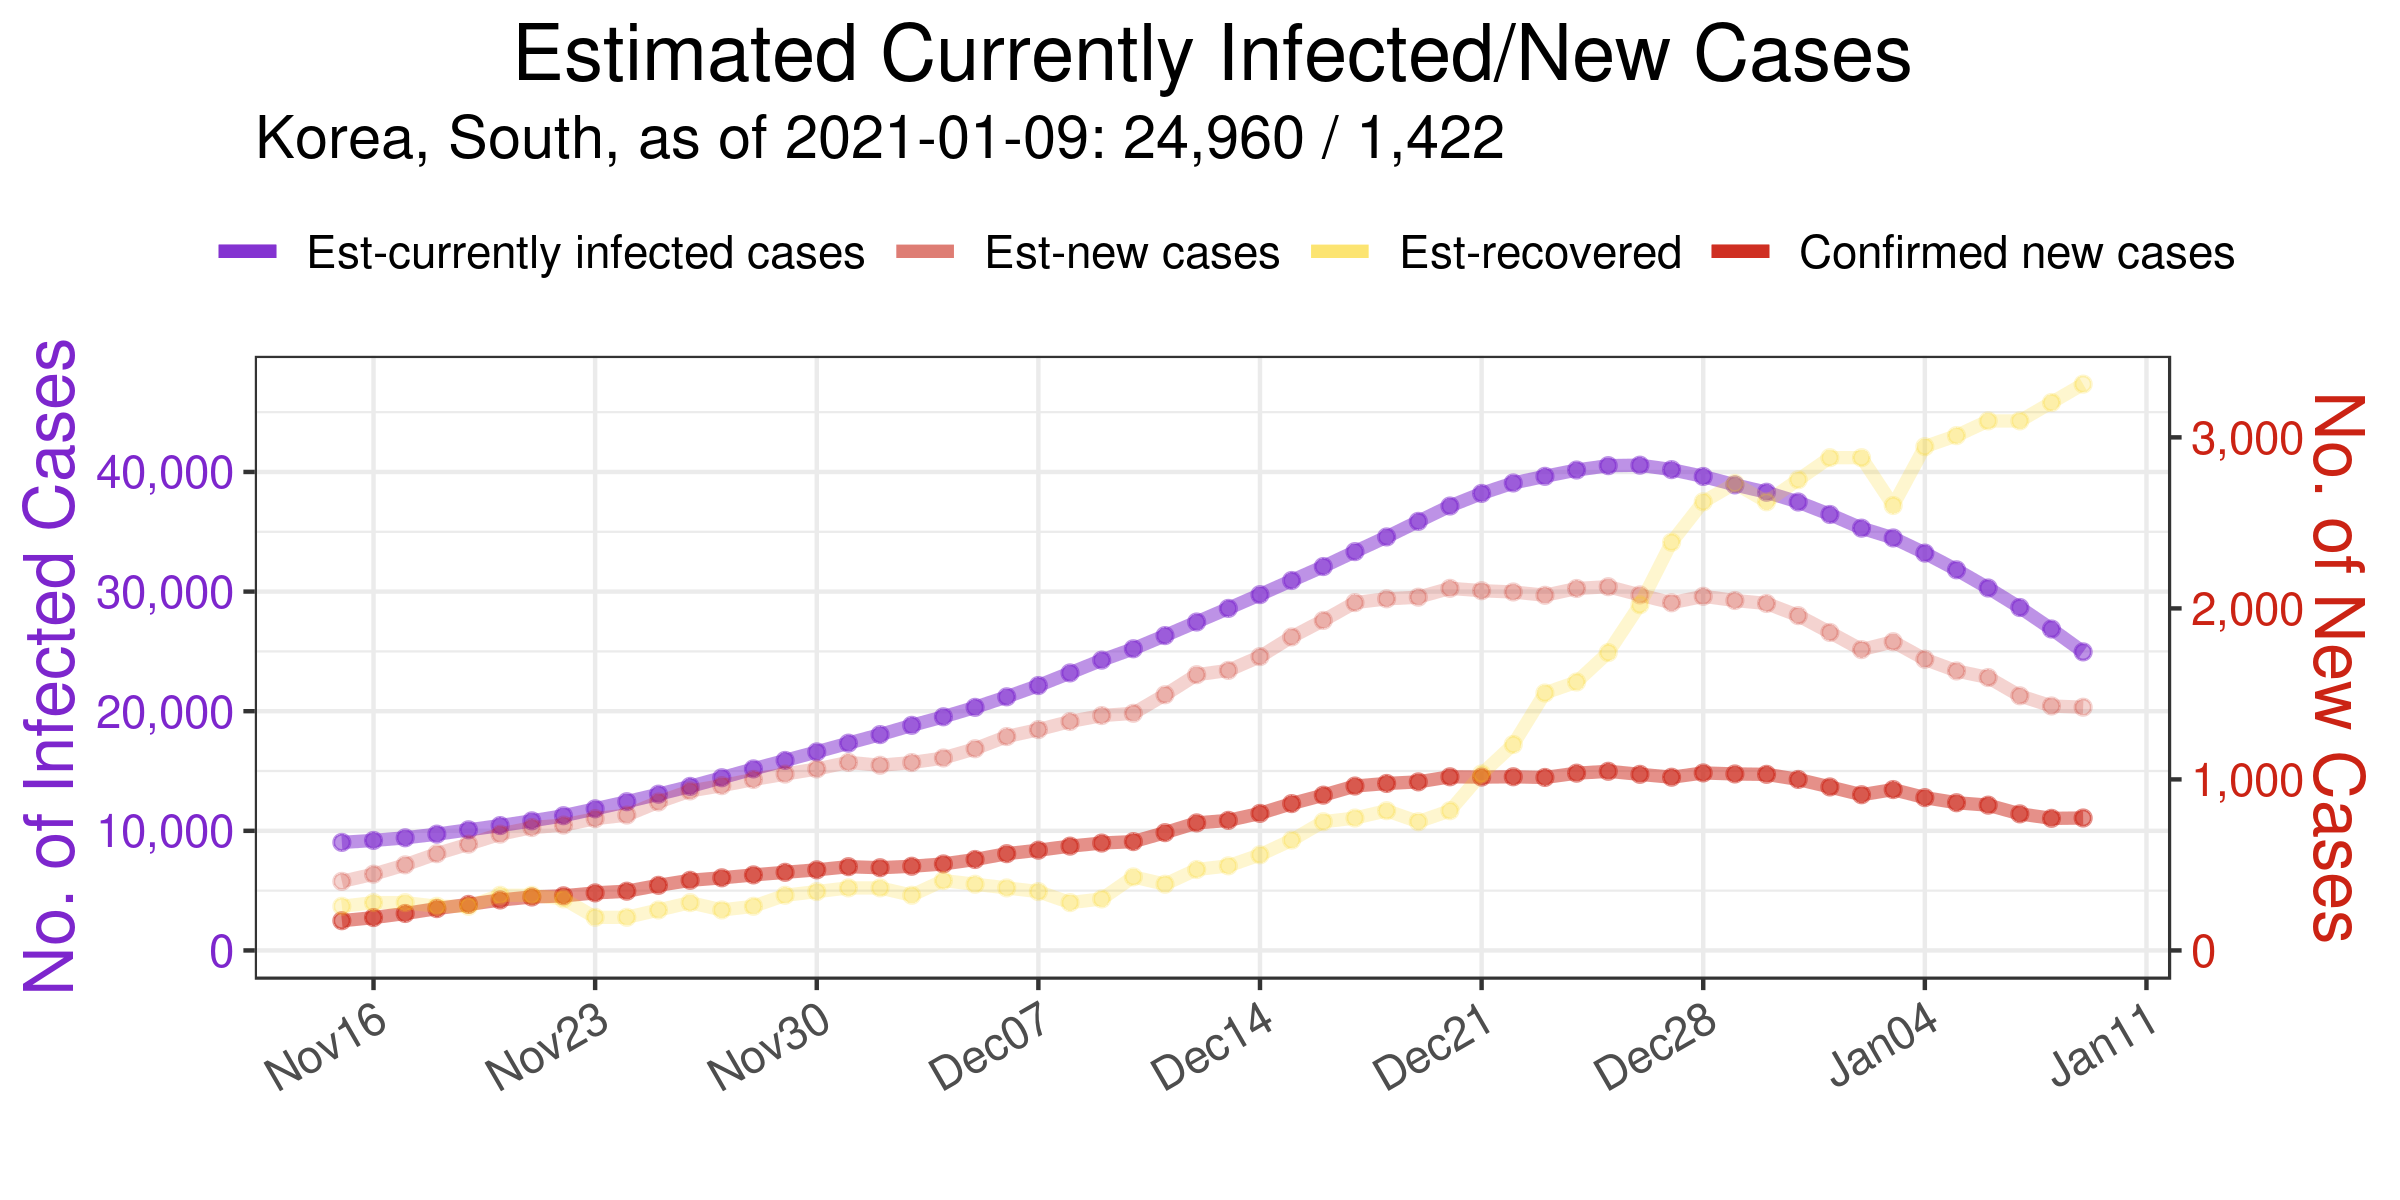 Estimated Currently Infected/New Cases
Korea, South, as of 2021-01-09: 24,960 / 1,422
Est-currently infected cases Est-new cases Est-recovered Confirmed new cases
No. of Infected Cases
40,000
30,000
20,000
10,000
0
3,000
2,000
1,000
0
No. of New Cases
Nov16 Nov23 Nov30 Dec07 Dec14 Dec21 Dec28 Jan04 Jan11